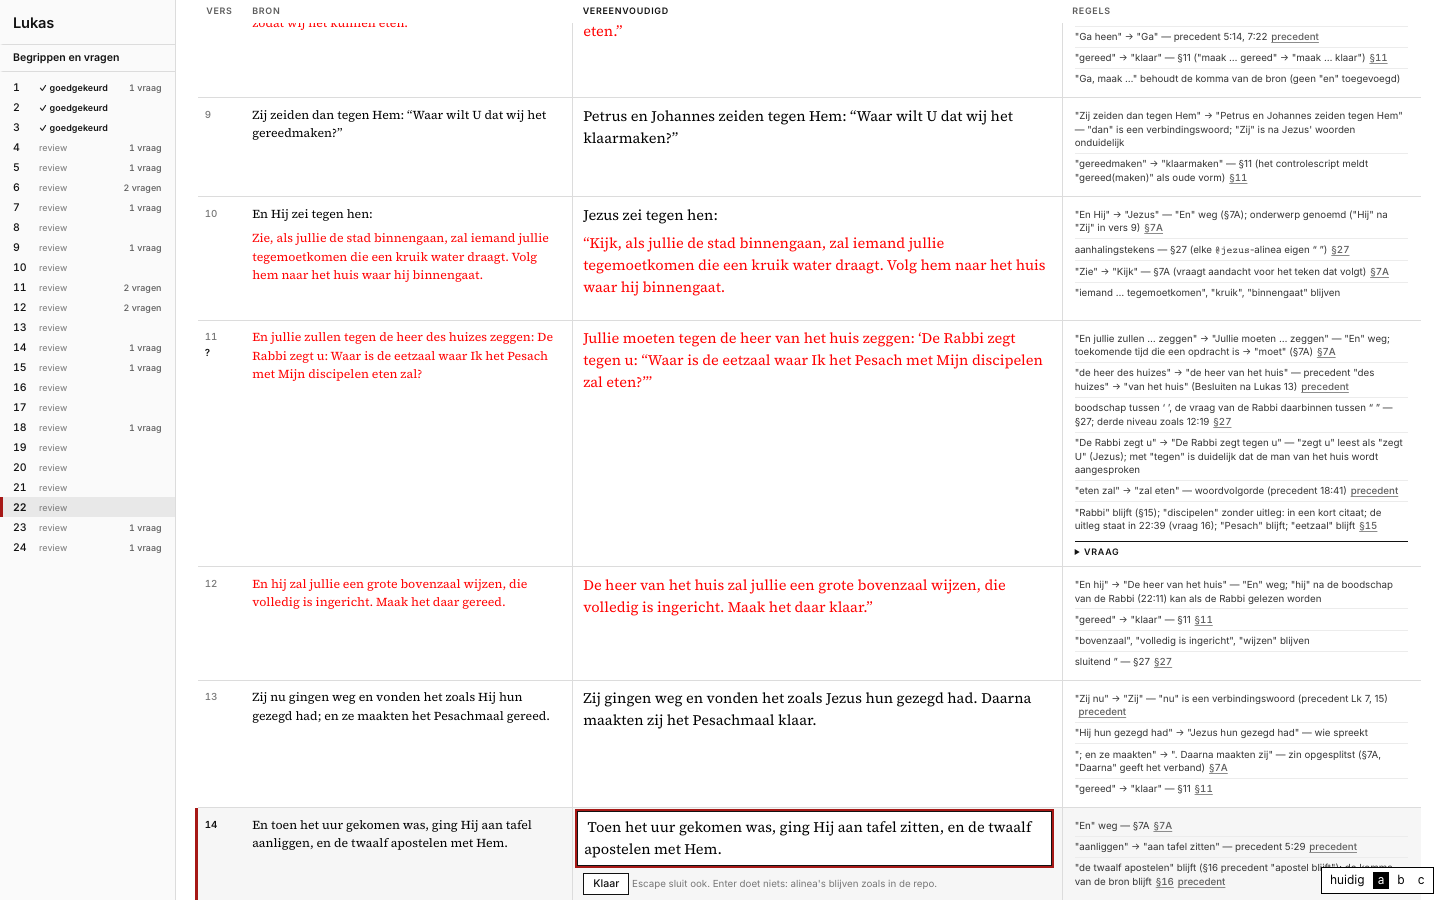 Lukas
Begrippen en vragen
1 ✓ goedgekeurd 1 vraag
2 ✓ goedgekeurd
3 ✓ goedgekeurd
4 review 1 vraag
5 review 1 vraag
6 review 2 vragen
7 review 1 vraag
8 review
9 review 1 vraag
10 review
11 review 2 vragen
12 review 2 vragen
13 review
14 review 1 vraag
15 review 1 vraag
16 review
17 review
18 review 1 vraag
19 review
20 review
21 review
22 review
23 review 1 vraag
24 review 1 vraag
VERS BRON VEREENVOUDIGD REGELS
zodat wij het kunnen eten.
eten.”
"Ga heen" → "Ga" — precedent 5:14, 7:22 precedent
"gereed" → "klaar" — §11 ("maak ... gereed" → "maak ... klaar") §11
"Ga, maak ..." behoudt de komma van de bron (geen "en" toegevoegd)
9
Zij zeiden dan tegen Hem: “Waar wilt U dat wij het
gereedmaken?”
Petrus en Johannes zeiden tegen Hem: “Waar wilt U dat wij het
klaarmaken?”
"Zij zeiden dan tegen Hem" → "Petrus en Johannes zeiden tegen Hem"
— "dan" is een verbindingswoord; "Zij" is na Jezus' woorden
onduidelijk
"gereedmaken" → "klaarmaken" — §11 (het controlescript meldt
"gereed(maken)" als oude vorm) §11
10
En Hij zei tegen hen:
Zie, als jullie de stad binnengaan, zal iemand jullie
tegemoetkomen die een kruik water draagt. Volg
hem naar het huis waar hij binnengaat.
Jezus zei tegen hen:
“Kijk, als jullie de stad binnengaan, zal iemand jullie
tegemoetkomen die een kruik water draagt. Volg hem naar het huis
waar hij binnengaat.
"En Hij" → "Jezus" — "En" weg (§7A); onderwerp genoemd ("Hij" na
"Zij" in vers 9) §7A
aanhalingstekens — §27 (elke @jezus-alinea eigen “ ”) §27
"Zie" → "Kijk" — §7A (vraagt aandacht voor het teken dat volgt) §7A
"iemand ... tegemoetkomen", "kruik", "binnengaat" blijven
11
?
En jullie zullen tegen de heer des huizes zeggen: De
Rabbi zegt u: Waar is de eetzaal waar Ik het Pesach
met Mijn discipelen eten zal?
Jullie moeten tegen de heer van het huis zeggen: ‘De Rabbi zegt
tegen u: “Waar is de eetzaal waar Ik het Pesach met Mijn discipelen
zal eten?”’
"En jullie zullen ... zeggen" → "Jullie moeten ... zeggen" — "En" weg;
toekomende tijd die een opdracht is → "moet" (§7A) §7A
"de heer des huizes" → "de heer van het huis" — precedent "des
huizes" → "van het huis" (Besluiten na Lukas 13) precedent
boodschap tussen ‘ ’, de vraag van de Rabbi daarbinnen tussen “ ” —
§27; derde niveau zoals 12:19 §27
"De Rabbi zegt u" → "De Rabbi zegt tegen u" — "zegt u" leest als "zegt
U" (Jezus); met "tegen" is duidelijk dat de man van het huis wordt
aangesproken
"eten zal" → "zal eten" — woordvolgorde (precedent 18:41) precedent
"Rabbi" blijft (§15); "discipelen" zonder uitleg: in een kort citaat; de
uitleg staat in 22:39 (vraag 16); "Pesach" blijft; "eetzaal" blijft §15
▶ VRAAG
12
En hij zal jullie een grote bovenzaal wijzen, die
volledig is ingericht. Maak het daar gereed.
De heer van het huis zal jullie een grote bovenzaal wijzen, die
volledig is ingericht. Maak het daar klaar.”
"En hij" → "De heer van het huis" — "En" weg; "hij" na de boodschap
van de Rabbi (22:11) kan als de Rabbi gelezen worden
"gereed" → "klaar" — §11 §11
"bovenzaal", "volledig is ingericht", "wijzen" blijven
sluitend ” — §27 §27
13
Zij nu gingen weg en vonden het zoals Hij hun
gezegd had; en ze maakten het Pesachmaal gereed.
Zij gingen weg en vonden het zoals Jezus hun gezegd had. Daarna
maakten zij het Pesachmaal klaar.
"Zij nu" → "Zij" — "nu" is een verbindingswoord (precedent Lk 7, 15)
precedent
"Hij hun gezegd had" → "Jezus hun gezegd had" — wie spreekt
"; en ze maakten" → ". Daarna maakten zij" — zin opgesplitst (§7A,
"Daarna" geeft het verband) §7A
"gereed" → "klaar" — §11 §11
14
En toen het uur gekomen was, ging Hij aan tafel
aanliggen, en de twaalf apostelen met Hem.
Toen het uur gekomen was, ging Hij aan tafel zitten, en de twaalf
apostelen met Hem.
Klaar Escape sluit ook. Enter doet niets: alinea's blijven zoals in de repo.
"En" weg — §7A §7A
"aanliggen" → "aan tafel zitten" — precedent 5:29 precedent
"de twaalf apostelen" blijft (§16 precedent "apostel blijft"); de komma
van de bron blijft §16 precedent
huidig a b c